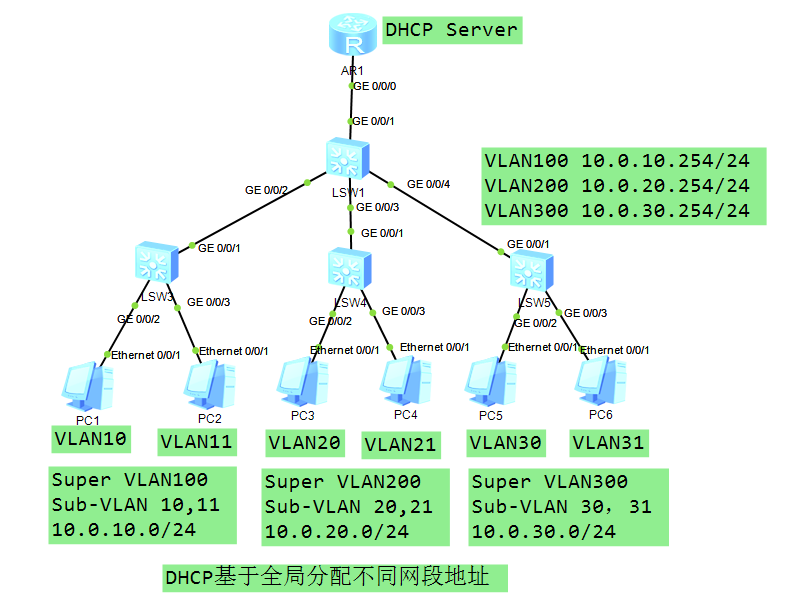 DHCP Server
R
AR1
GE 0/0/0
GE 0/0/1
VLAN100 10.0.10.254/24
VLAN200 10.0.20.254/24
VLAN300 10.0.30.254/24
LSW1
GE 0/0/2
GE 0/0/4
GE 0/0/3
GE 0/0/1
GE 0/0/1
GE 0/0/1
LSW3
GE 0/0/3
GE 0/0/2
LSW4
GE 0/0/3
GE 0/0/2
LSW5
GE 0/0/3
GE 0/0/2
Ethernet 0/0/1
Ethernet 0/0/1
Ethernet 0/0/1
Ethernet 0/0/1
Ethernet 0/0/1
Ethernet 0/0/1
PC1
PC2
PC3
PC4
PC5
PC6
VLAN10
VLAN11
VLAN20
VLAN21
VLAN30
VLAN31
Super VLAN100
Sub-VLAN 10,11
10.0.10.0/24
Super VLAN200
Sub-VLAN 20,21
10.0.20.0/24
Super VLAN300
Sub-VLAN 30，31
10.0.30.0/24
DHCP基于全局分配不同网段地址